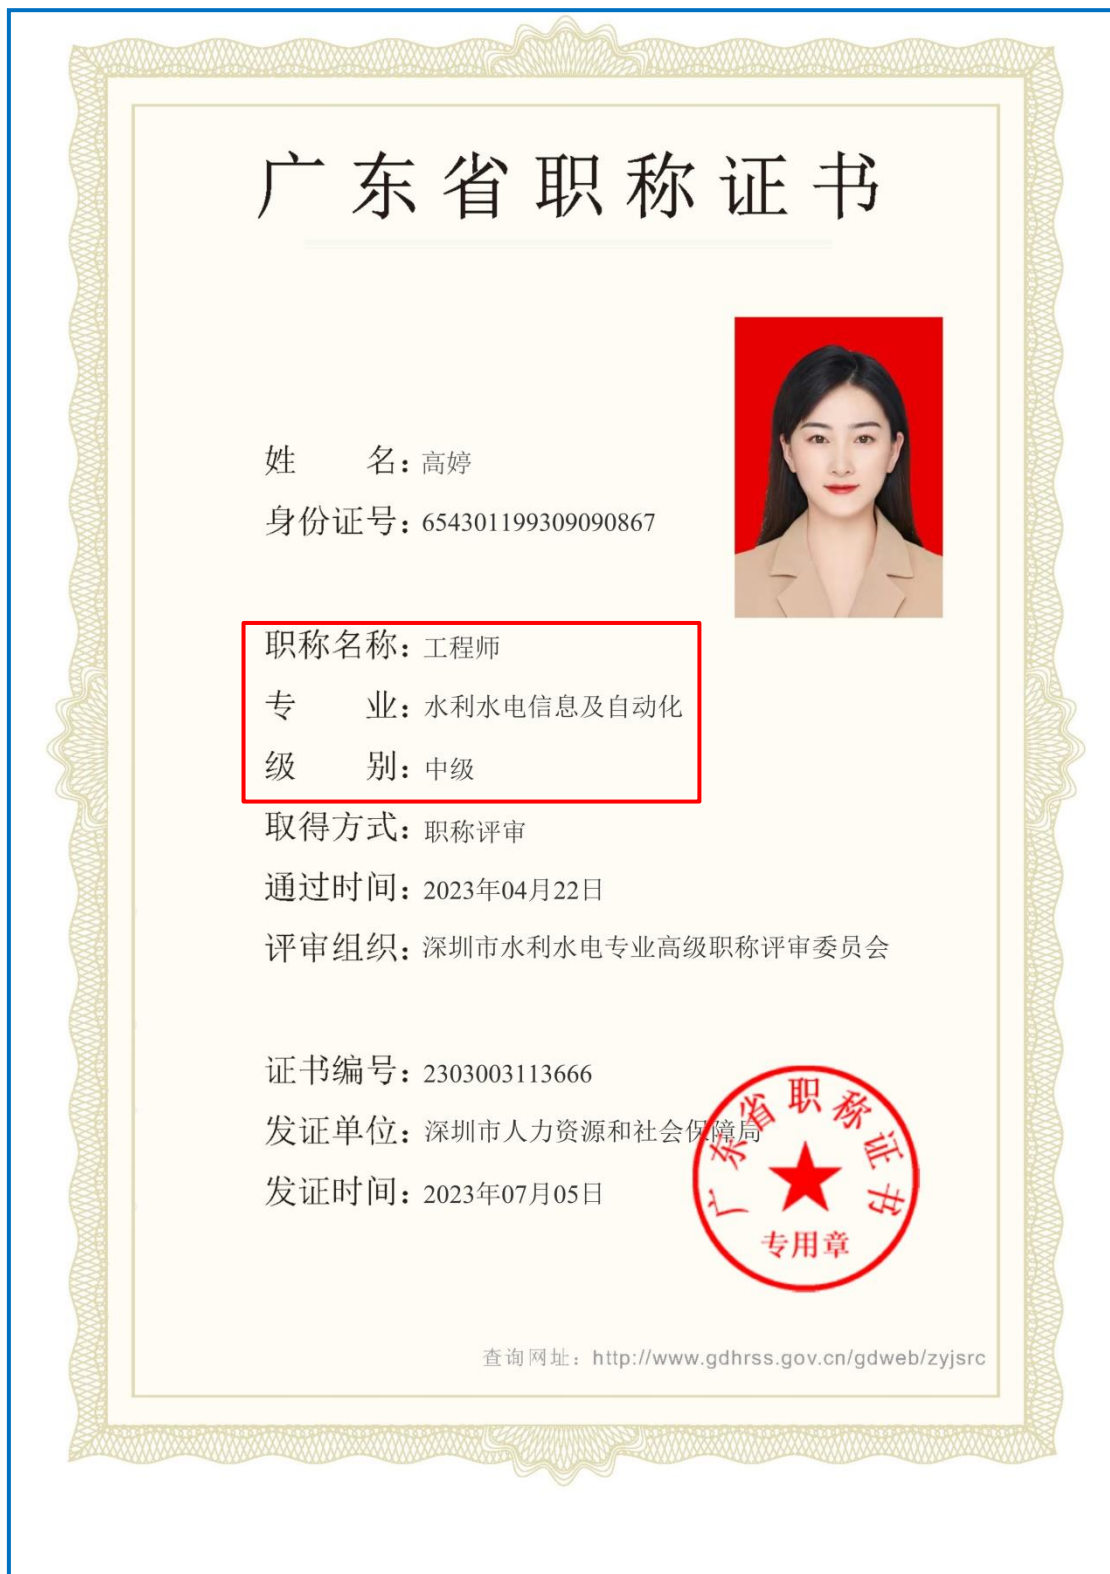 广东省职称证书
姓 名：高婷
身份证号：654301199309090867
职称名称：工程师
专 业：水利水电信息及自动化
级 别：中级
取得方式：职称评审
通过时间：2023年04月22日
评审组织：深圳市水利水电专业高级职称评审委员会
证书编号：2303003113666
发证单位：深圳市人力资源和社会保障局
发证时间：2023年07月05日
广东省职称证书
专用章
查询网址：http://www.gdhrss.gov.cn/gdweb/zyjsrc